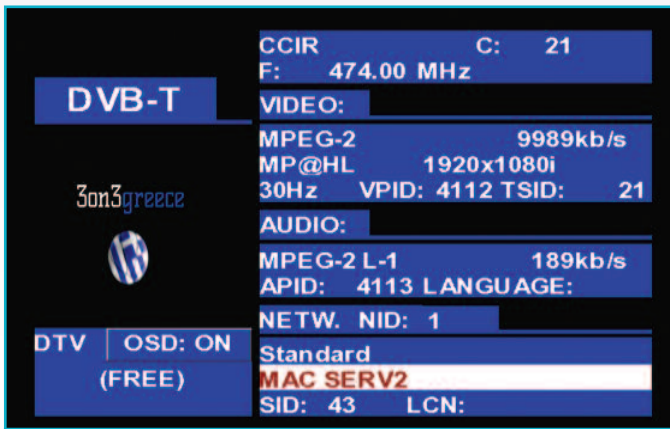 DVB-T
3on3greece
DTV OSD: ON
(FREE)
CCIR C: 21
F: 474.00 MHz
VIDEO:
MPEG-2 9989kb/s
MP@HL 1920x1080i
30Hz VPID: 4112 TSID: 21
AUDIO:
MPEG-2 L-1 189kb/s
APID: 4113 LANGUAGE:
NETW. NID: 1
Standard
MAC SERV2
SID: 43 LCN: